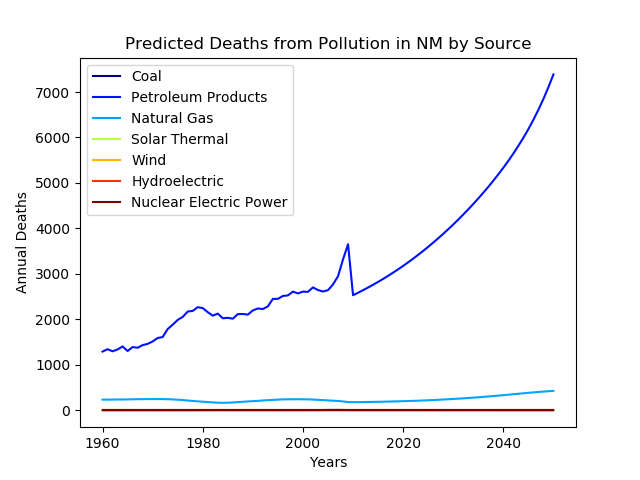 Predicted Deaths from Pollution in NM by Source
Coal
Petroleum Products
Natural Gas
Solar Thermal
Wind
Hydroelectric
Nuclear Electric Power
7000
6000
5000
4000
3000
2000
1000
0
Annual Deaths
1960 1980 2000 2020 2040
Years